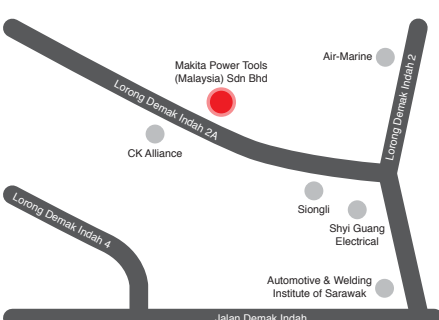 Air-Marine
Makita Power Tools
(Malaysia) Sdn Bhd
Lorong Demak Indah 2
Lorong Demak Indah 2A
CK Alliance
Siongli
Shyi Guang
Electrical
Lorong Demak Indah 4
Automotive & Welding
Institute of Sarawak
Jalan Demak Indah